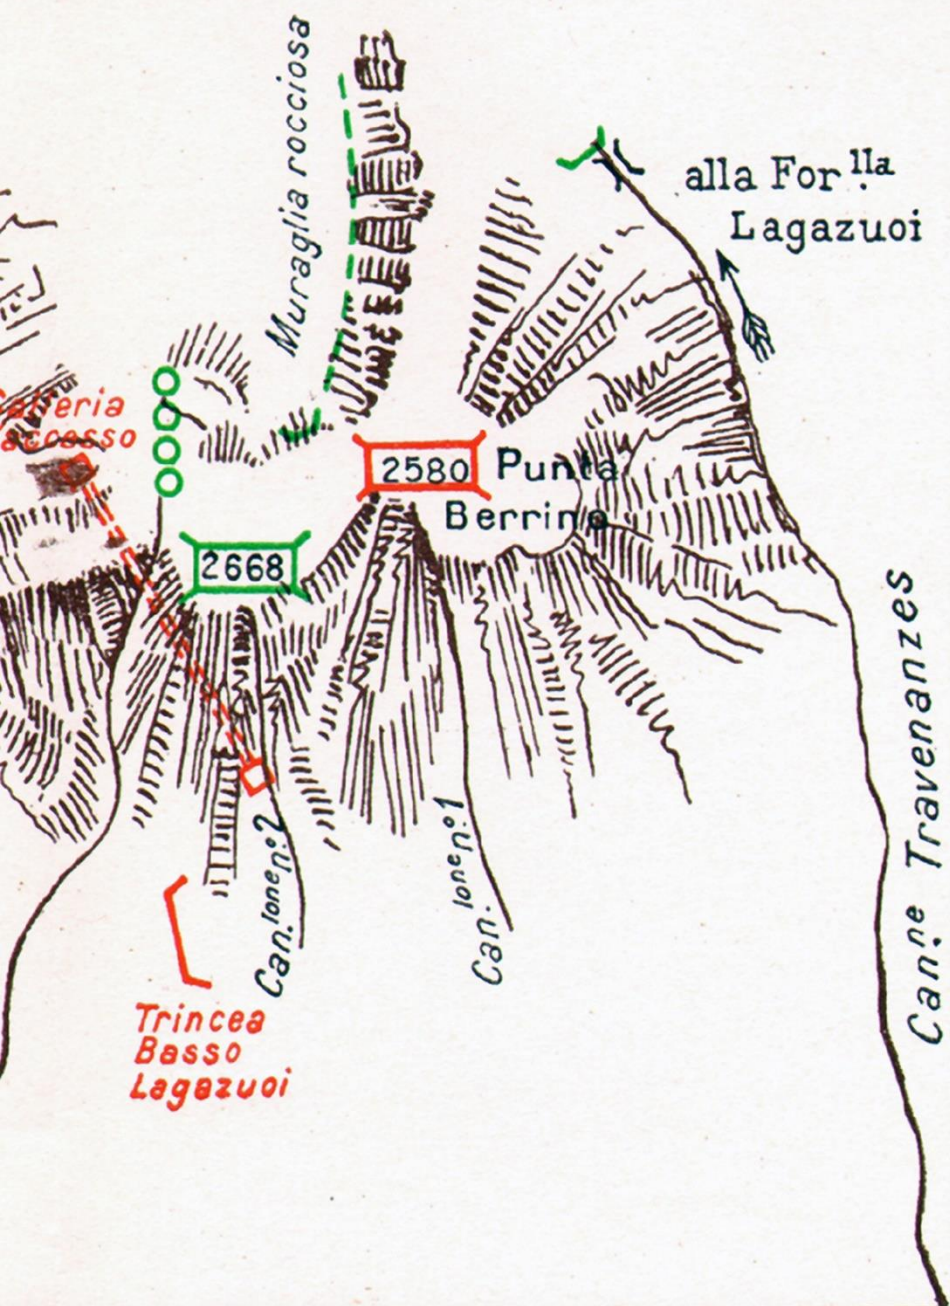 Muraglia rocciosa
alla For.lla
Lagazuoi
accesso
2580
Punta
Berrino
2668
Can.lone n.° 2
Can.lone n.° 1
Can.ne Travenanzes
Trincea
Basso
Lagazuoi